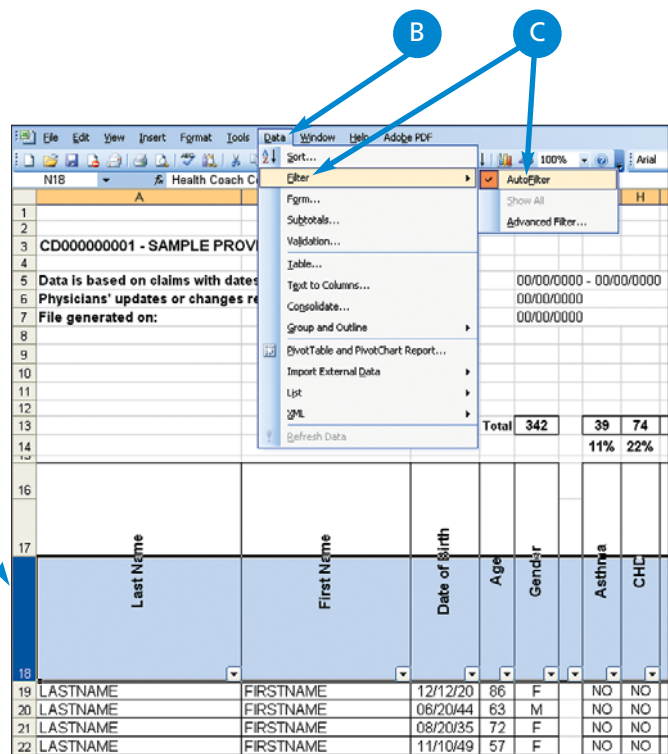 B C
File Edit View Insert Format Tools Data Window Help Adobe PDF
100% Arial
N18 fx Health Coach C
Sort...
Filter
Form...
Subtotals...
Validation...
Table...
Text to Columns...
Consolidate...
Group and Outline
PivotTable and PivotChart Report...
Import External Data
List
XML
Refresh Data
AutoFilter
Show All
Advanced Filter...
A H
1
2
3 CD000000001 - SAMPLE PROV
4
5 Data is based on claims with dates 00/00/0000 - 00/00/0000
6 Physicians' updates or changes re 00/00/0000
7 File generated on: 00/00/0000
8
9
10
11
12
13 Total 342 39 74
14 11% 22%
15
16
17
18 Last Name First Name Date of Birth Age Gender Asthma CHD
19 LASTNAME FIRSTNAME 12/12/20 86 F NO NO
20 LASTNAME FIRSTNAME 06/20/44 63 M NO NO
21 LASTNAME FIRSTNAME 08/20/35 72 F NO NO
22 LASTNAME FIRSTNAME 11/10/49 57 F NO NO